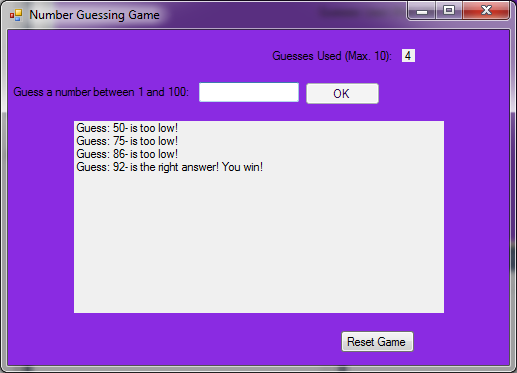 Number Guessing Game
Guesses Used (Max. 10): 4
Guess a number between 1 and 100:
OK
Guess: 50- is too low!
Guess: 75- is too low!
Guess: 86- is too low!
Guess: 92- is the right answer! You win!
Reset Game